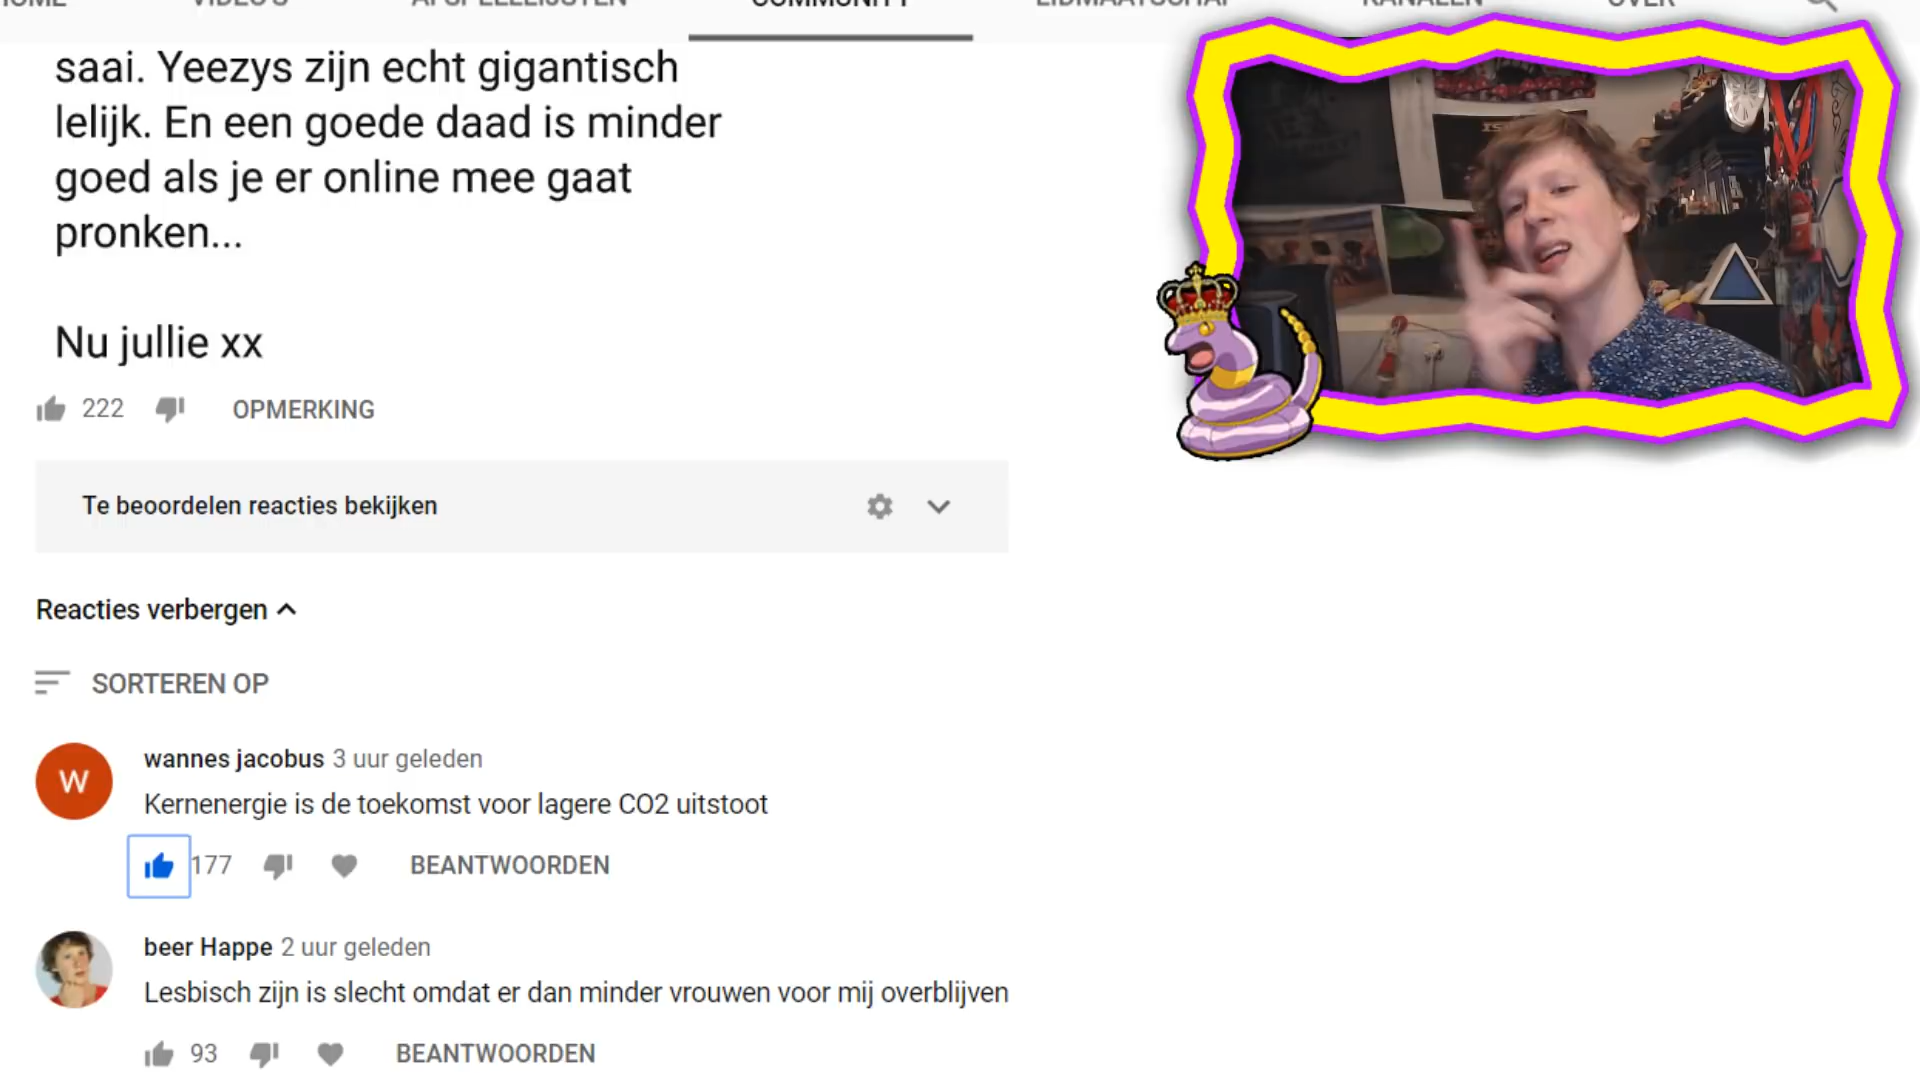 HOME VIDEO'S AFSPEELLIJSTEN COMMUNITY LIDMAATSCHAP KANALEN OVER
saai. Yeezys zijn echt gigantisch
lelijk. En een goede daad is minder
goed als je er online mee gaat
pronken...
Nu jullie xx
222 OPMERKING
Te beoordelen reacties bekijken
Reacties verbergen
SORTEREN OP
W
wannes jacobus 3 uur geleden
Kernenergie is de toekomst voor lagere CO2 uitstoot
177 BEANTWOORDEN
beer Happe 2 uur geleden
Lesbisch zijn is slecht omdat er dan minder vrouwen voor mij overblijven
93 BEANTWOORDEN